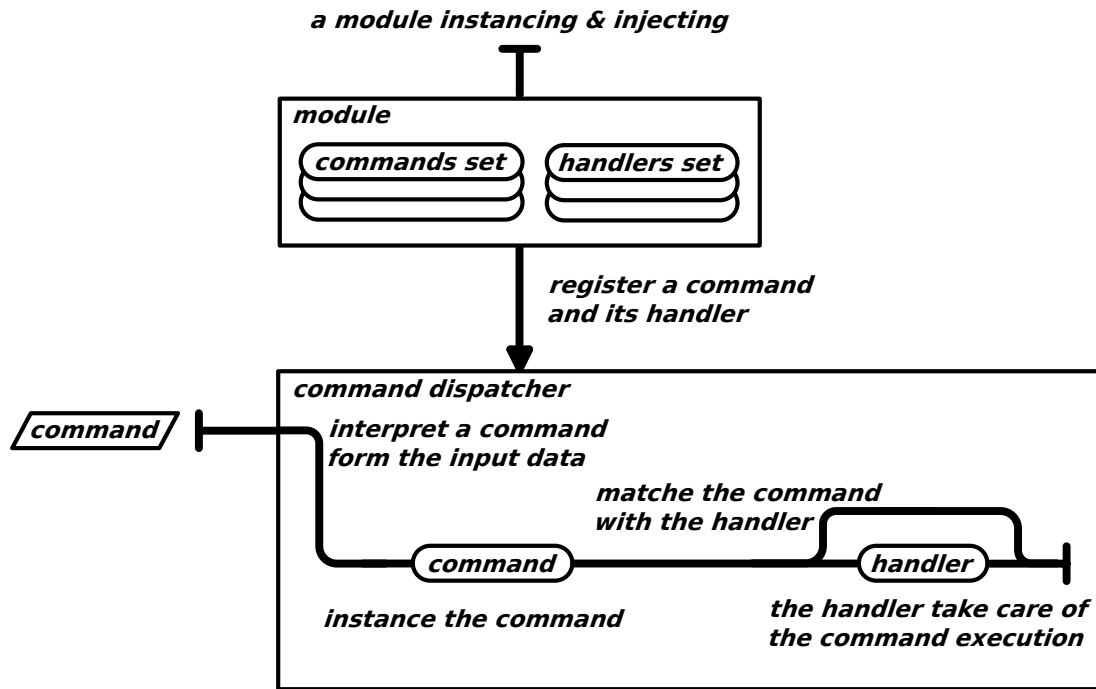 a module instancing & injecting
module
commands set
handlers set
register a command
and its handler
command dispatcher
command
interpret a command
form the input data
matche the command
with the handler
command
handler
instance the command
the handler take care of
the command execution